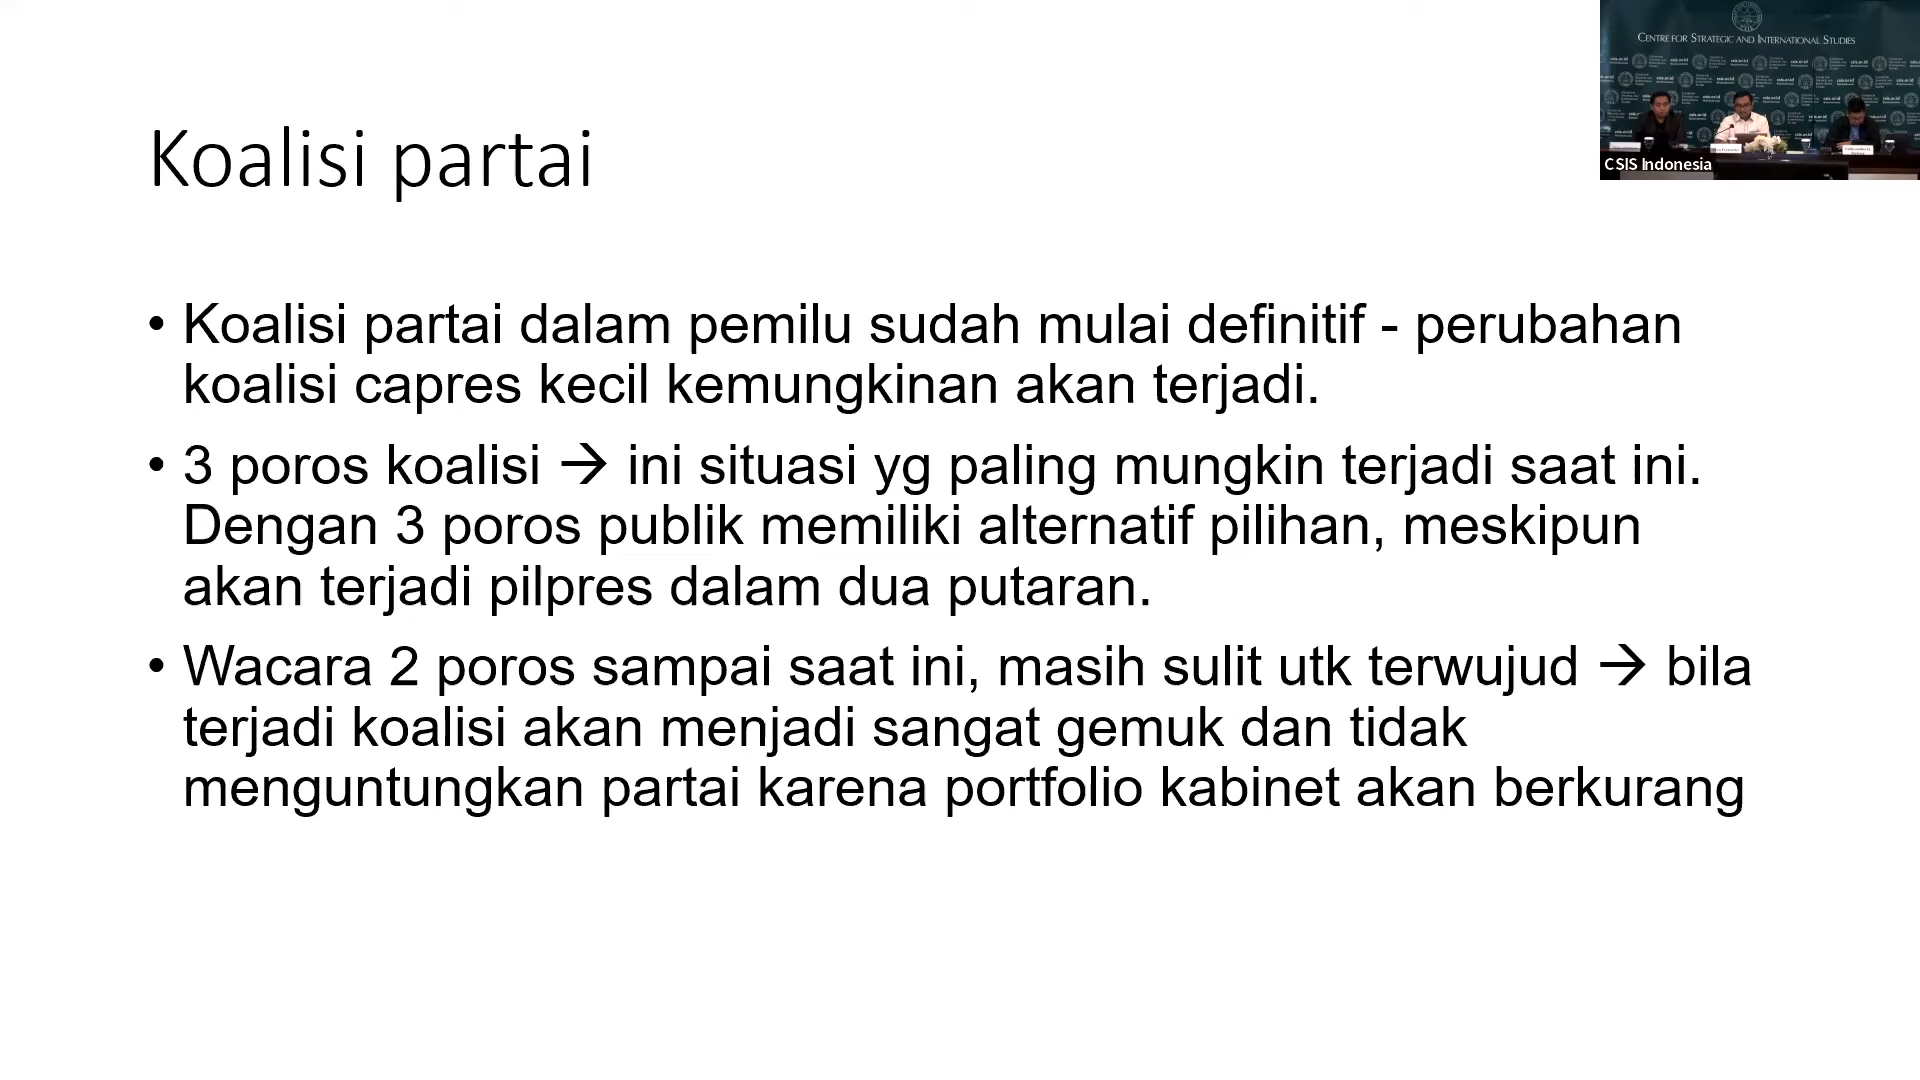 Koalisi partai
• Koalisi partai dalam pemilu sudah mulai definitif - perubahan
koalisi capres kecil kemungkinan akan terjadi.
• 3 poros koalisi → ini situasi yg paling mungkin terjadi saat ini.
Dengan 3 poros publik memiliki alternatif pilihan, meskipun
akan terjadi pilpres dalam dua putaran.
• Wacara 2 poros sampai saat ini, masih sulit utk terwujud → bila
terjadi koalisi akan menjadi sangat gemuk dan tidak
menguntungkan partai karena portfolio kabinet akan berkurang
CENTRE FOR STRATEGIC AND INTERNATIONAL STUDIES
CSIS Indonesia